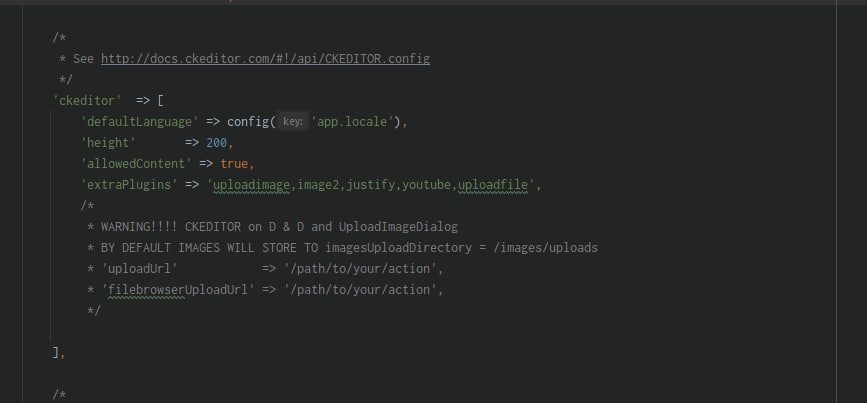 /*
 * See http://docs.ckeditor.com/#!/api/CKEDITOR.config
 */
'ckeditor'  => [
    'defaultLanguage' => config( key: 'app.locale'),
    'height'       => 200,
    'allowedContent' => true,
    'extraPlugins' => 'uploadimage,image2,justify,youtube,uploadfile',
    /*
     * WARNING!!!! CKEDITOR on D & D and UploadImageDialog
     * BY DEFAULT IMAGES WILL STORE TO imagesUploadDirectory = /images/uploads
     * 'uploadUrl'            => '/path/to/your/action',
     * 'filebrowserUploadUrl' => '/path/to/your/action',
     */
],
/*